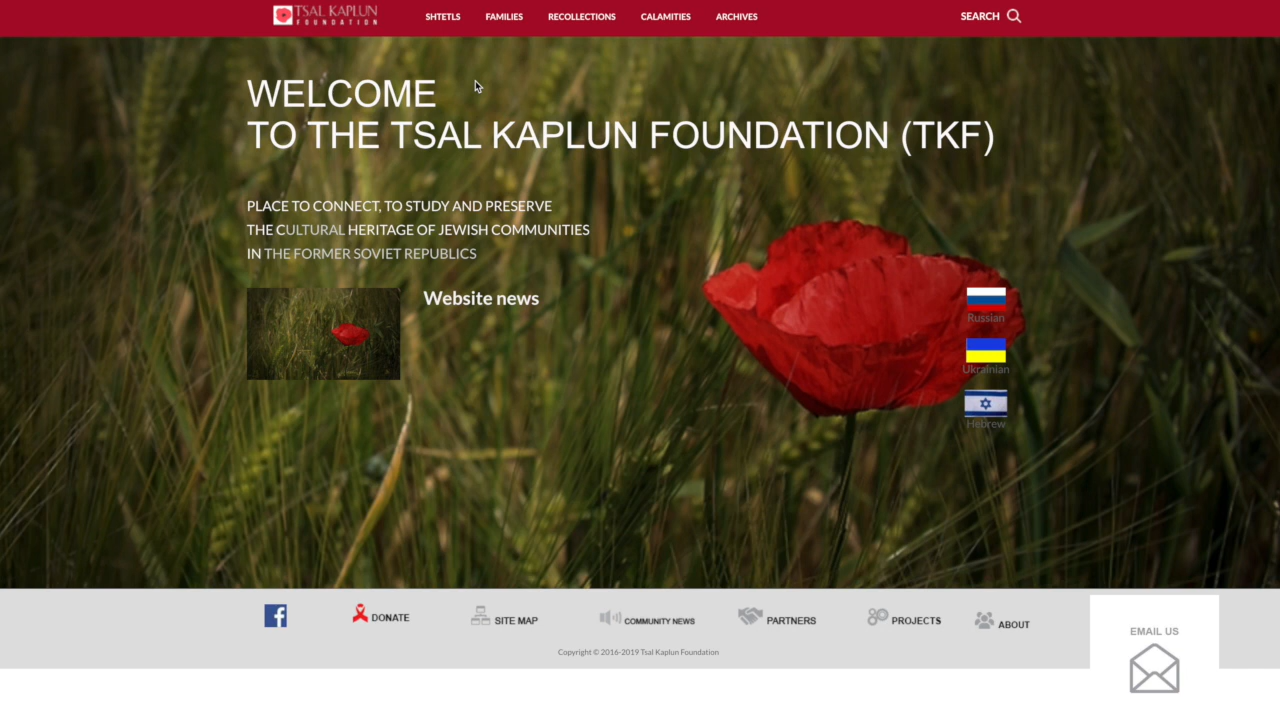 TSAL KAPLUN
FOUNDATION
SHTETLS FAMILIES RECOLLECTIONS CALAMITIES ARCHIVES
SEARCH
WELCOME
TO THE TSAL KAPLUN FOUNDATION (TKF)
PLACE TO CONNECT, TO STUDY AND PRESERVE
THE CULTURAL HERITAGE OF JEWISH COMMUNITIES
IN THE FORMER SOVIET REPUBLICS
Website news
Russian
Ukrainian
Hebrew
DONATE SITE MAP COMMUNITY NEWS PARTNERS PROJECTS ABOUT
EMAIL US
Copyright © 2016-2019 Tsal Kaplun Foundation